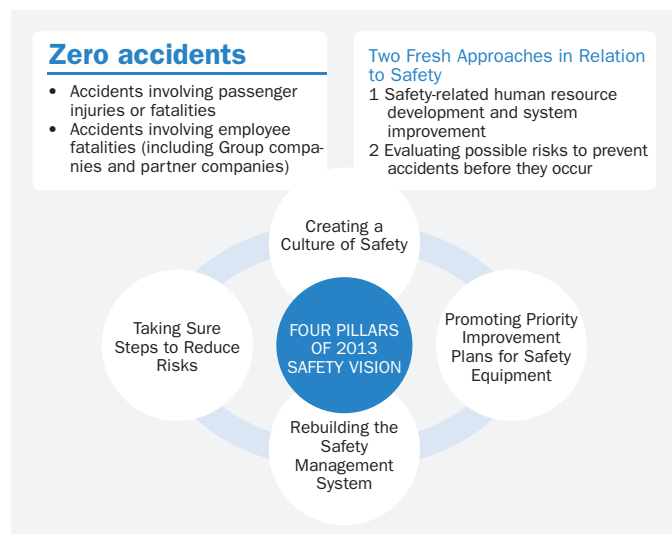 Zero accidents
• Accidents involving passenger
injuries or fatalities
• Accidents involving employee
fatalities (including Group compa-
nies and partner companies)
Two Fresh Approaches in Relation
to Safety
1 Safety-related human resource
development and system
improvement
2 Evaluating possible risks to prevent
accidents before they occur
Creating a
Culture of Safety
Taking Sure
Steps to Reduce
Risks
FOUR PILLARS
OF 2013
SAFETY VISION
Promoting Priority
Improvement
Plans for Safety
Equipment
Rebuilding the
Safety
Management
System